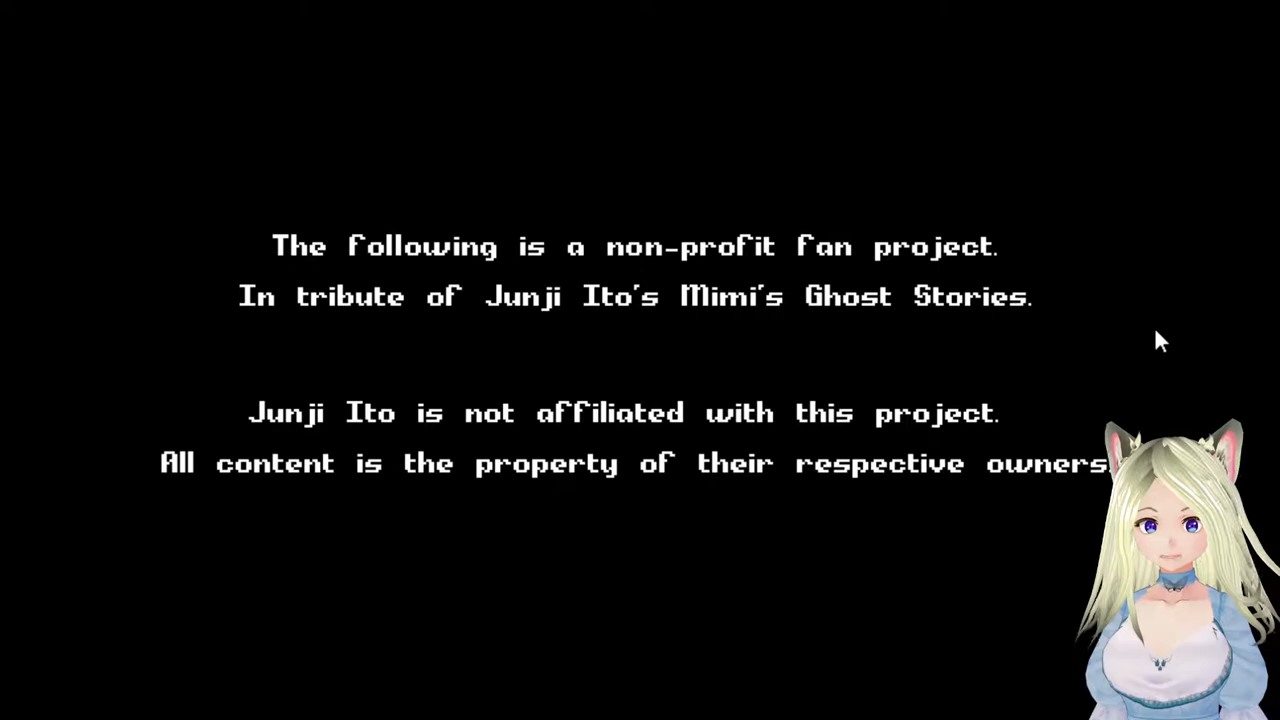 The following is a non-profit fan project.
In tribute of Junji Ito's Mimi's Ghost Stories.
Junji Ito is not affiliated with this project.
All content is the property of their respective owners.